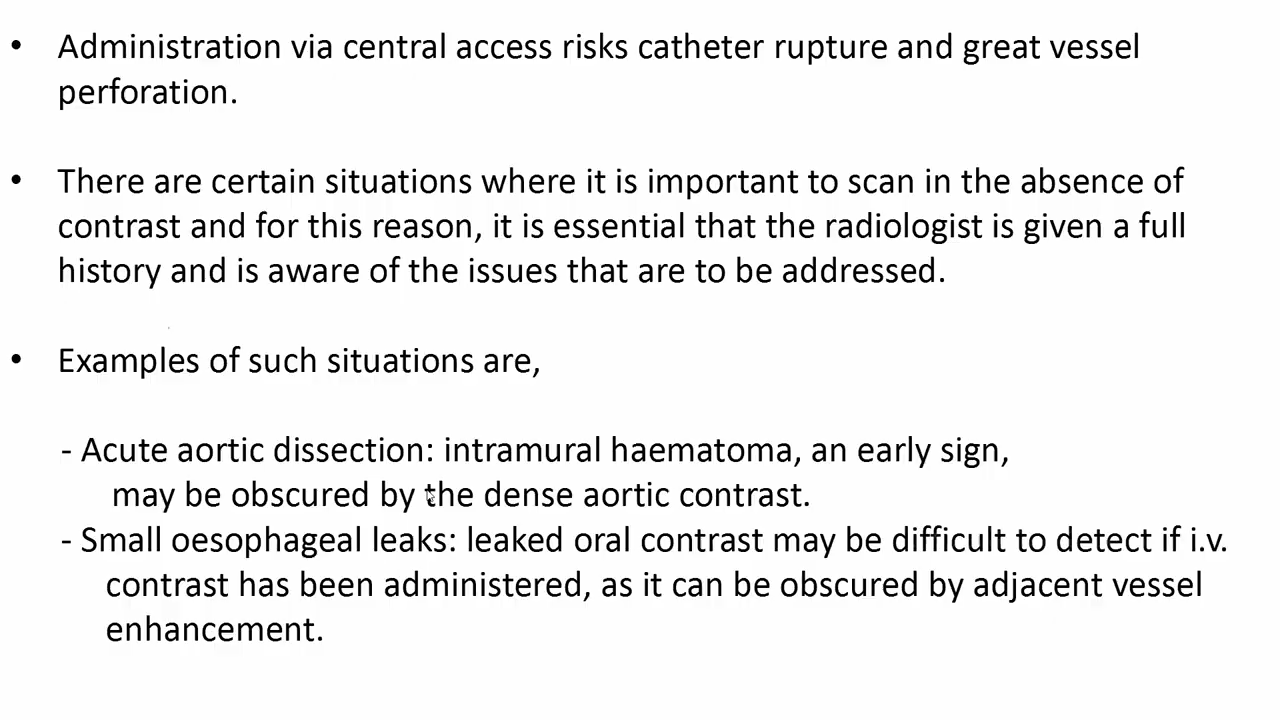 • Administration via central access risks catheter rupture and great vessel
perforation.
• There are certain situations where it is important to scan in the absence of
contrast and for this reason, it is essential that the radiologist is given a full
history and is aware of the issues that are to be addressed.
• Examples of such situations are,
- Acute aortic dissection: intramural haematoma, an early sign,
may be obscured by the dense aortic contrast.
- Small oesophageal leaks: leaked oral contrast may be difficult to detect if i.v.
contrast has been administered, as it can be obscured by adjacent vessel
enhancement.